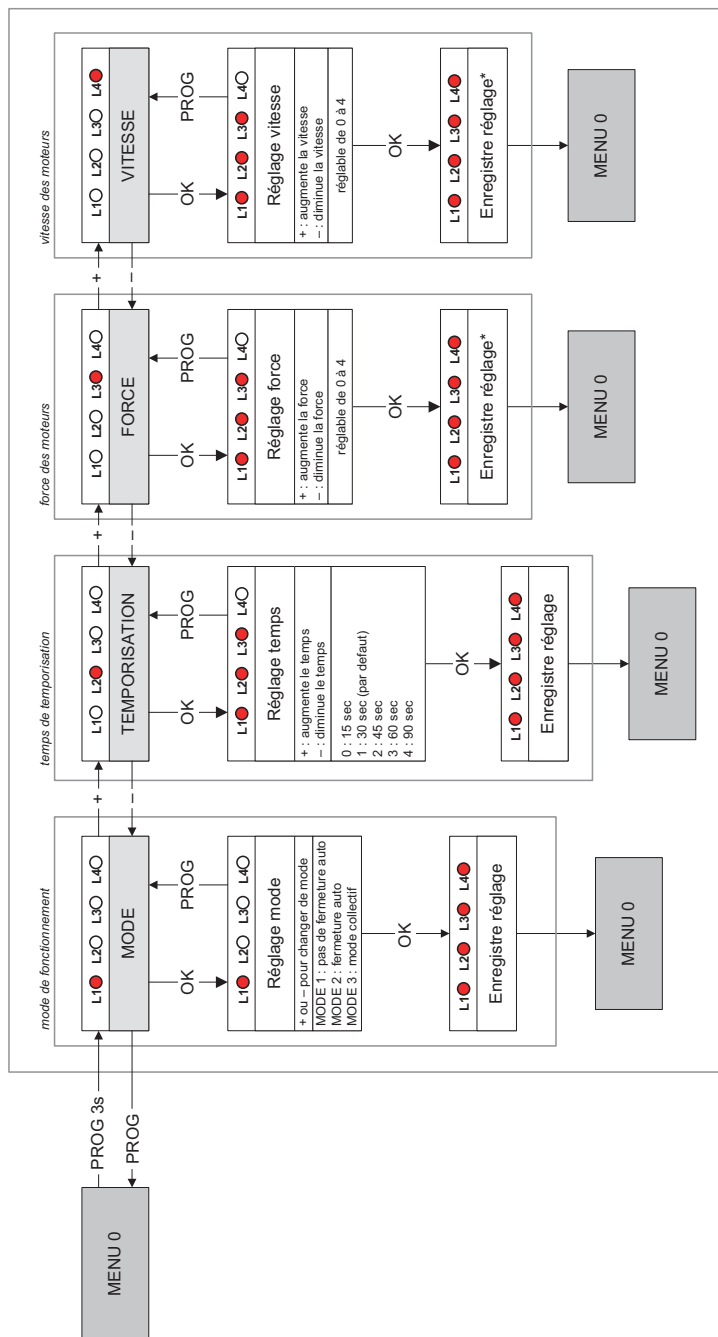 MENU 0
PROG 3s
PROG
mode de fonctionnement
L1 L2 L3 L4
MODE
OK
PROG
L1 L2 L3 L4
Réglage mode
+ ou – pour changer de mode
MODE 1 : pas de fermeture auto
MODE 2 : fermeture auto
MODE 3 : mode collectif
OK
L1 L2 L3 L4
Enregistre réglage
MENU 0
+
–
temps de temporisation
L1 L2 L3 L4
TEMPORISATION
OK
PROG
L1 L2 L3 L4
Réglage temps
+ : augmente le temps
– : diminue le temps
0 : 15 sec
1 : 30 sec (par defaut)
2 : 45 sec
3 : 60 sec
4 : 90 sec
OK
L1 L2 L3 L4
Enregistre réglage
MENU 0
+
–
force des moteurs
L1 L2 L3 L4
FORCE
OK
PROG
L1 L2 L3 L4
Réglage force
+ : augmente la force
– : diminue la force
réglable de 0 à 4
OK
L1 L2 L3 L4
Enregistre réglage*
MENU 0
+
–
vitesse des moteurs
L1 L2 L3 L4
VITESSE
OK
PROG
L1 L2 L3 L4
Réglage vitesse
+ : augmente la vitesse
– : diminue la vitesse
réglable de 0 à 4
OK
L1 L2 L3 L4
Enregistre réglage*
MENU 0